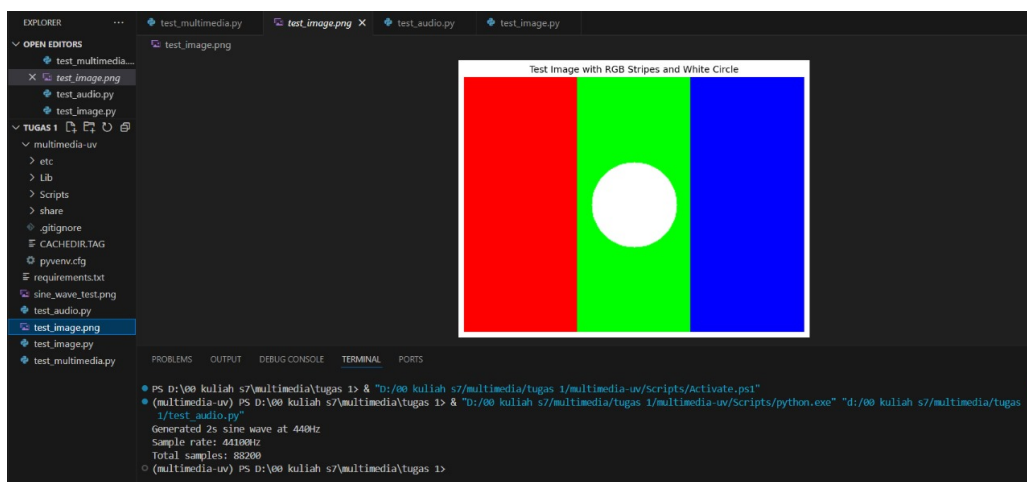 EXPLORER ...
OPEN EDITORS
test_multimedia....
test_image.png
test_audio.py
test_image.py
TUGAS 1
multimedia-uv
etc
Lib
Scripts
share
.gitignore
CACHEDIR.TAG
pyvenv.cfg
requirements.txt
sine_wave_test.png
test_audio.py
test_image.png
test_image.py
test_multimedia.py
test_multimedia.py test_image.png test_audio.py test_image.py
test_image.png
Test Image with RGB Stripes and White Circle
PROBLEMS OUTPUT DEBUG CONSOLE TERMINAL PORTS
PS D:\00 kuliah s7\multimedia\tugas 1> & "D:/00 kuliah s7/multimedia/tugas 1/multimedia-uv/Scripts/Activate.ps1"
(multimedia-uv) PS D:\00 kuliah s7\multimedia\tugas 1> & "D:/00 kuliah s7/multimedia/tugas 1/multimedia-uv/Scripts/python.exe" "d:/00 kuliah s7/multimedia/tugas
1/test_audio.py"
Generated 2s sine wave at 440Hz
Sample rate: 44100Hz
Total samples: 88200
(multimedia-uv) PS D:\00 kuliah s7\multimedia\tugas 1>